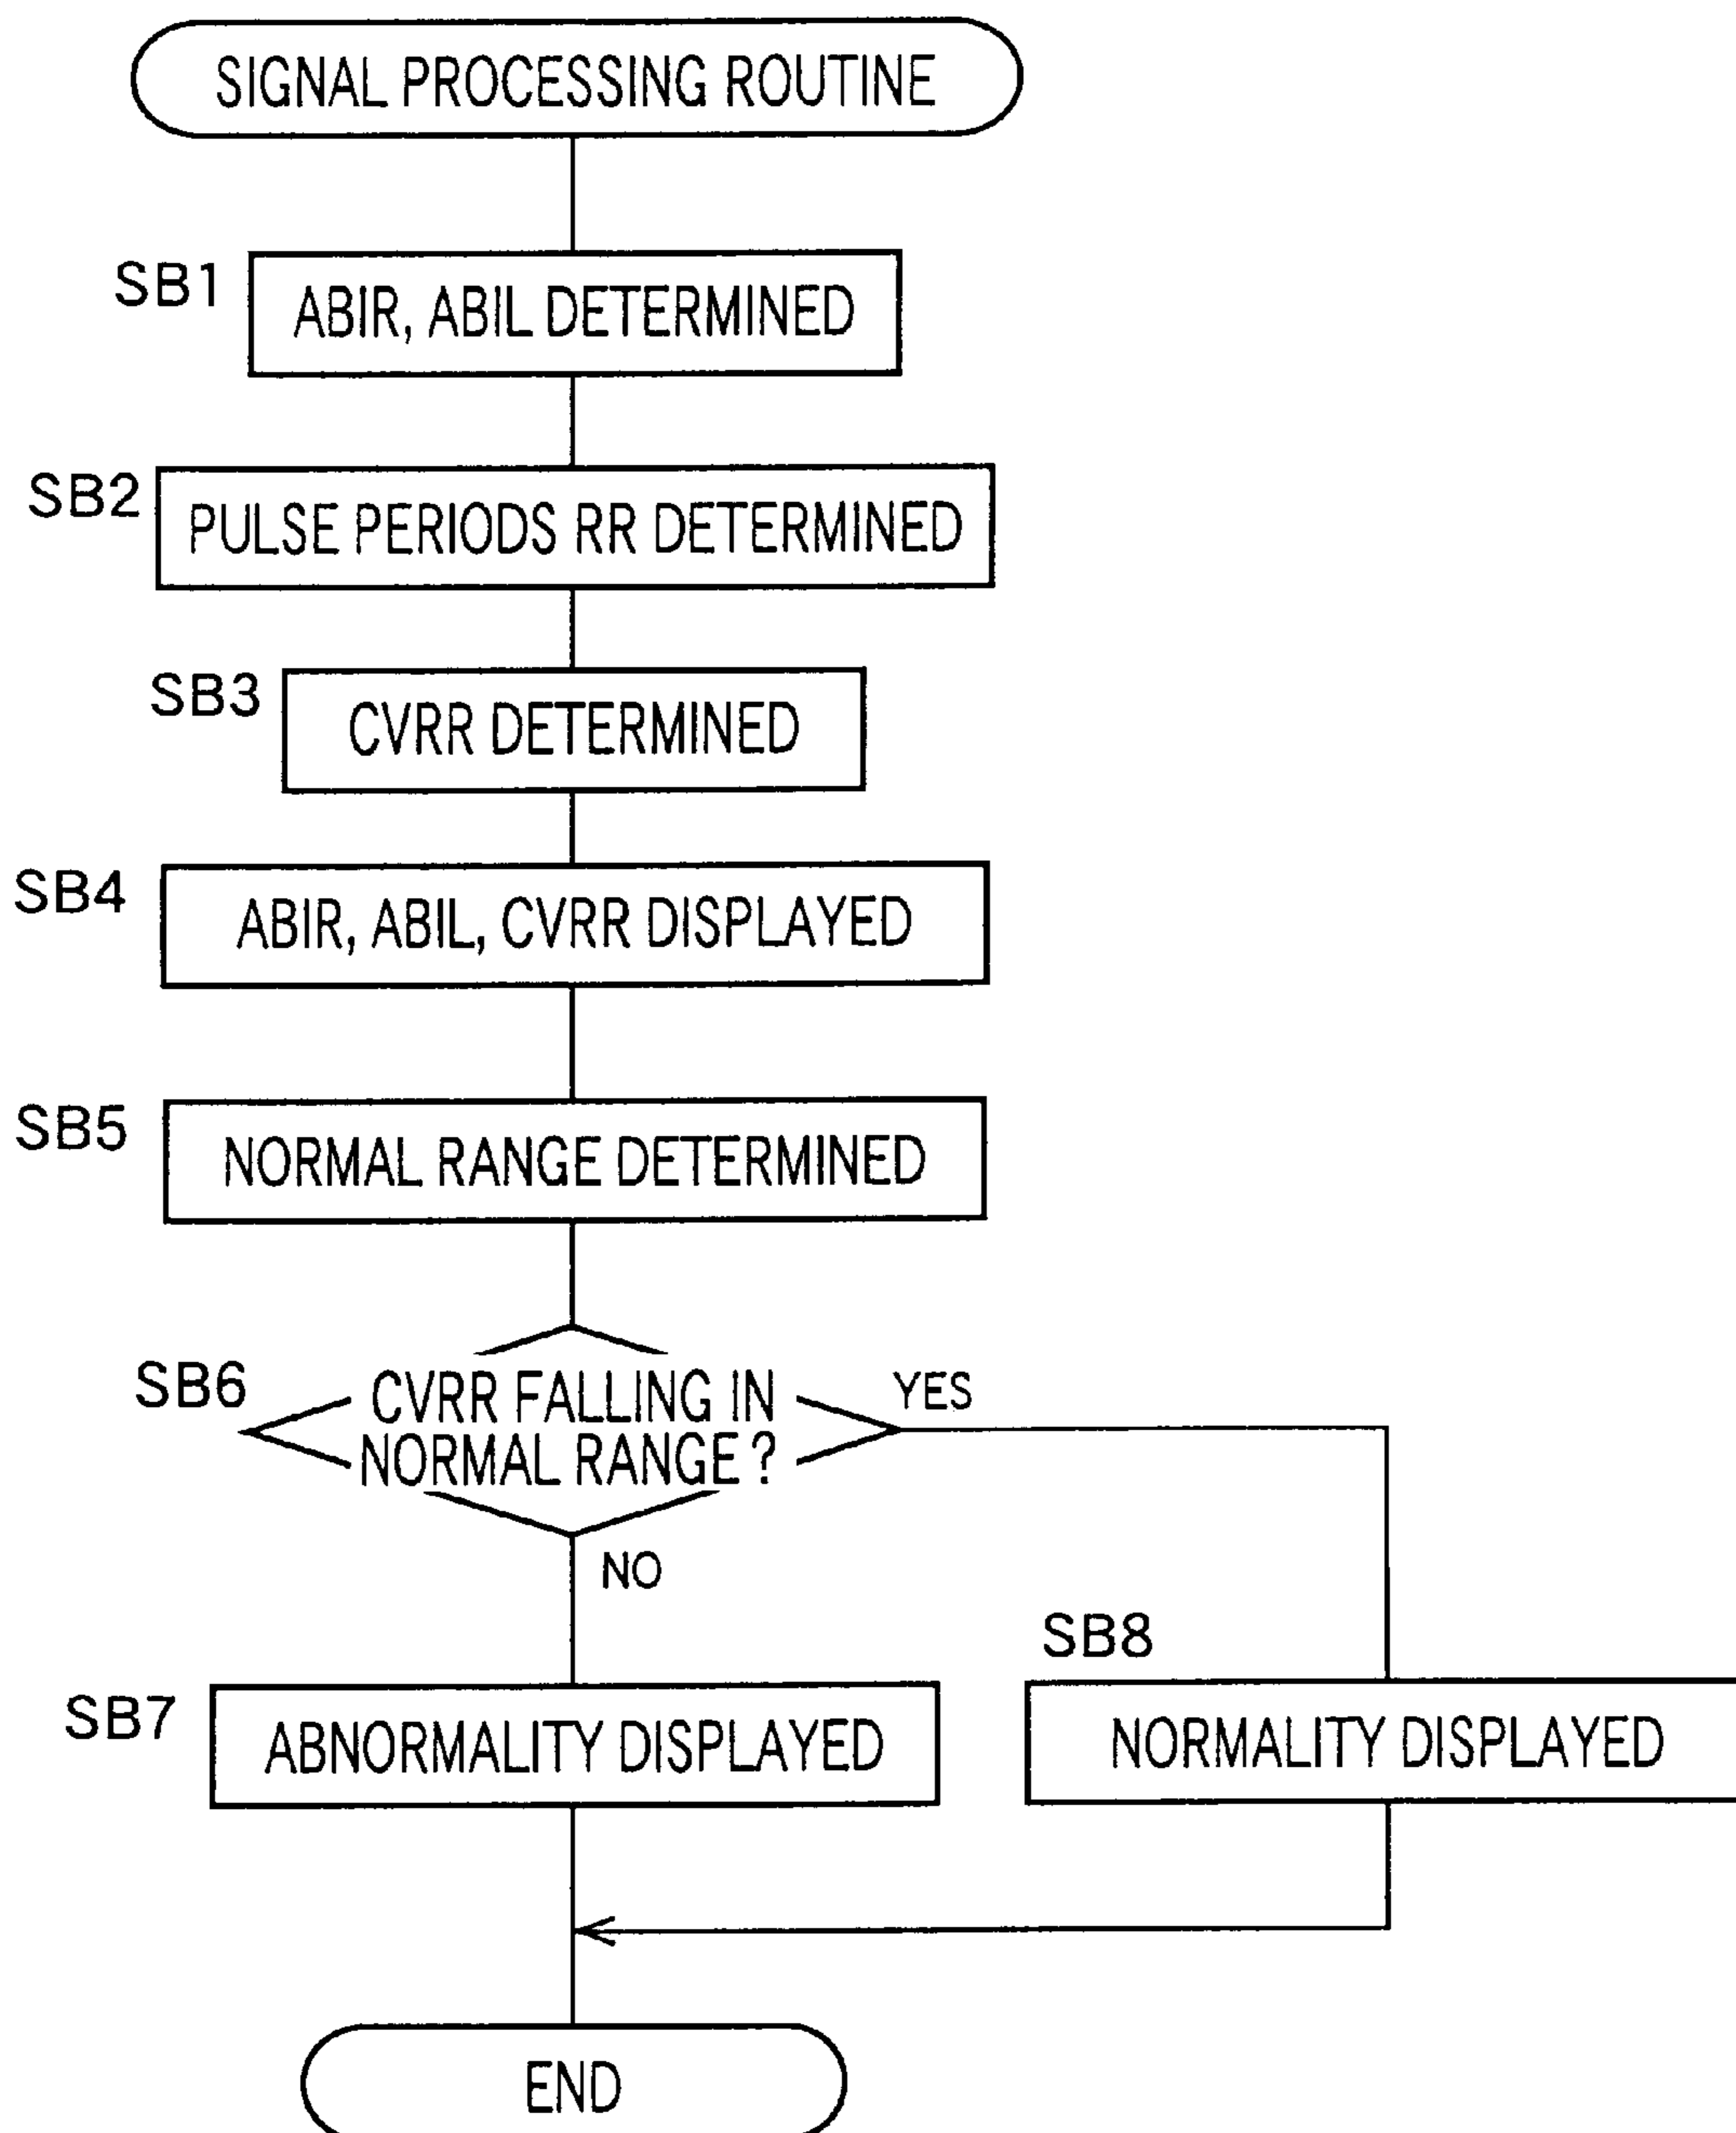 SIGNAL PROCESSING ROUTINE
SB1
ABIR, ABIL DETERMINED
SB2
PULSE PERIODS RR DETERMINED
SB3
CVRR DETERMINED
SB4
ABIR, ABIL, CVRR DISPLAYED
SB5
NORMAL RANGE DETERMINED
SB6
CVRR FALLING IN
NORMAL RANGE?
YES
NO
SB7
ABNORMALITY DISPLAYED
SB8
NORMALITY DISPLAYED
END